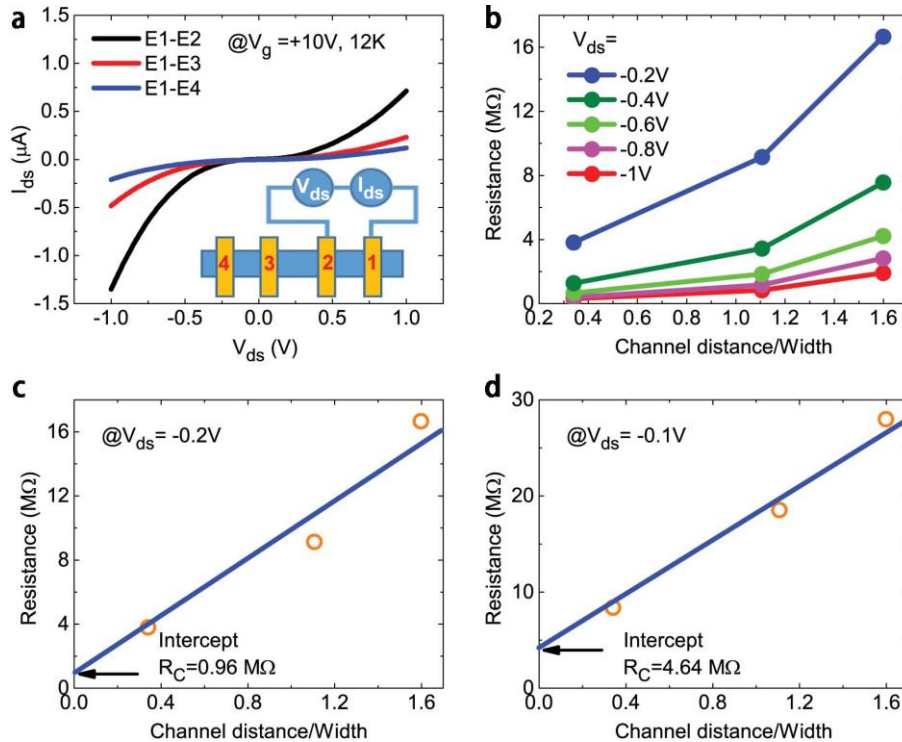 a
1.5
1.0
0.5
0.0
-0.5
-1.0
-1.5
I_ds (μA)
E1-E2
E1-E3
E1-E4
@V_g = +10V, 12K
V_ds
I_ds
4
3
2
1
-1.0
-0.5
0.0
0.5
1.0
V_ds (V)
b
16
12
8
4
0
Resistance (MΩ)
V_ds=
-0.2V
-0.4V
-0.6V
-0.8V
-1V
0.2
0.4
0.6
0.8
1.0
1.2
1.4
1.6
Channel distance/Width
c
16
12
8
4
0
Resistance (MΩ)
@V_ds= -0.2V
Intercept
R_C=0.96 MΩ
0.0
0.4
0.8
1.2
1.6
Channel distance/Width
d
30
20
10
0
Resistance (MΩ)
@V_ds= -0.1V
Intercept
R_C=4.64 MΩ
0.0
0.4
0.8
1.2
1.6
Channel distance/Width